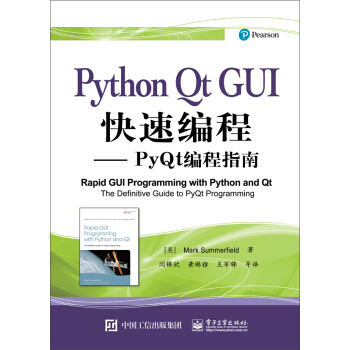 Pearson
Python Qt GUI
快速编程
——PyQt编程指南
Rapid GUI Programming with Python and Qt
The Definitive Guide to PyQt Programming
Rapid GUI
Programming
with Python and Qt
[英] Mark Summerfield 著
闫锋欣 黄琳雅 王军锋 等译
中国工信出版集团
电子工业出版社